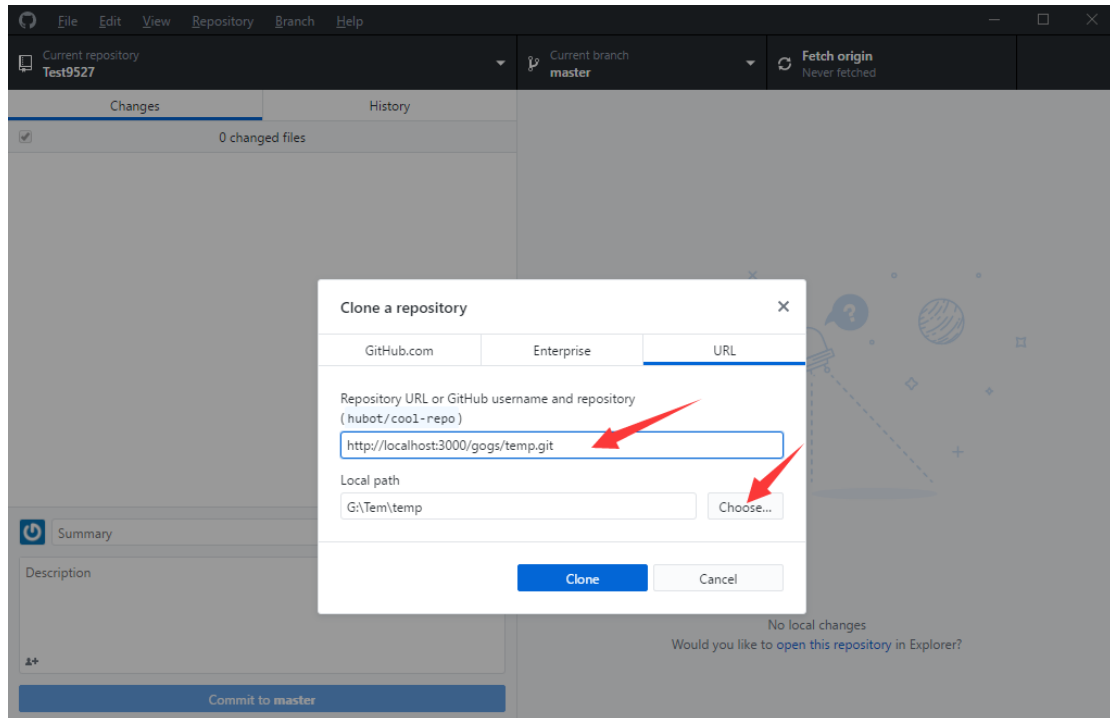 File Edit View Repository Branch Help
Current repository
Test9527
Current branch
master
Fetch origin
Never fetched
Changes History
0 changed files
Clone a repository
GitHub.com Enterprise URL
Repository URL or GitHub username and repository
(hubot/cool-repo)
http://localhost:3000/gogs/temp.git
Local path
G:\Tem\temp
Choose...
Clone Cancel
Summary
Description
Commit to master
No local changes
Would you like to open this repository in Explorer?